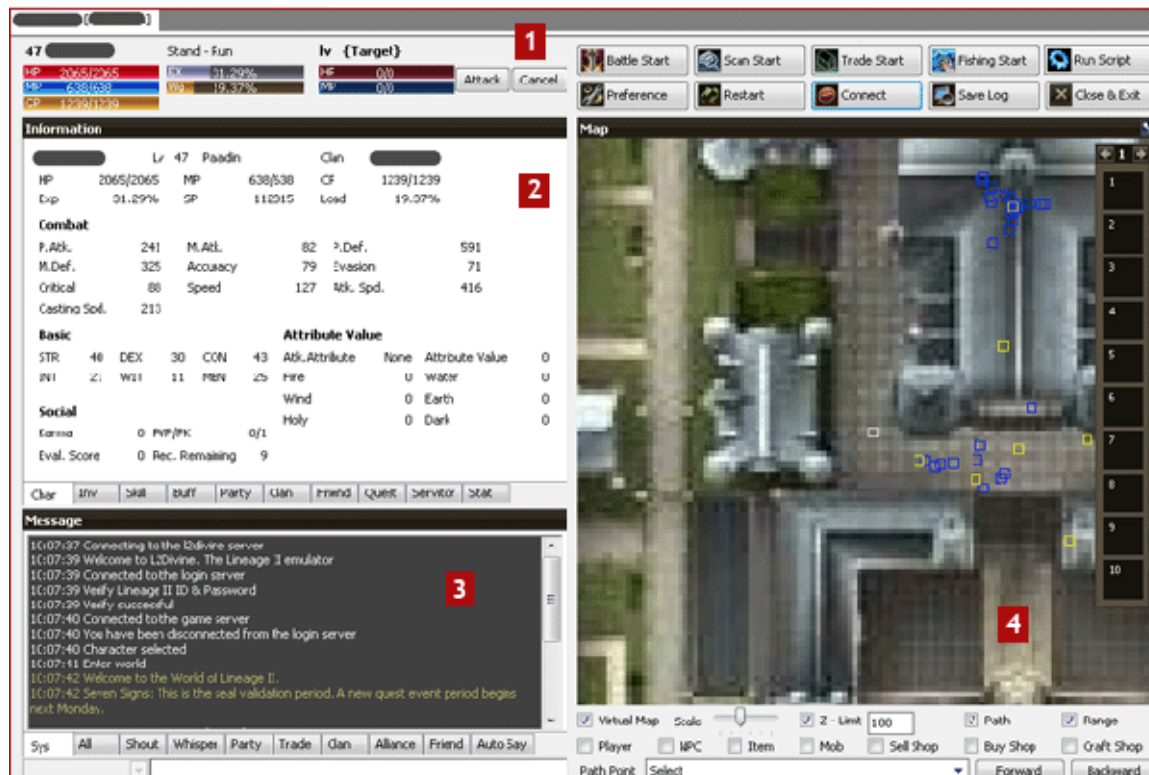 1
47 Stand - Run lv {Target}
HP 2065/2065 EX 31.29% HP 0/0
MP 638/638 Wg 19.37% MP 0/0
CP 1239/1239
Attack Cancel
Battle Start Scan Start Trade Start Fishing Start Run Script
Preference Restart Connect Save Log Close & Exit
Information
Lv 47 Clan
HP 2065/2065 MP 638/638 CP 1239/1239
Exp 31.29% SP Load 19.37%
2
Combat
P.Atk. 241 M.Atk. 82 P.Def. 591
M.Def. 325 Accuracy 79 Evasion 71
Critical 88 Speed 127 Atk. Spd. 416
Casting Spd. 213
Basic Attribute Value
STR 40 DEX 30 CON 43 Atk.Attribute None Attribute Value 0
INT 21 WIT 11 MEN 25 Fire 0 Water 0
Wind 0 Earth 0
Holy 0 Dark 0
Social
Karma 0 PVP/PK 0/1
Eval. Score 0 Rec. Remaining 9
Char Inv Skill Buff Party Clan Friend Quest Servitor Stat
Message
10:07:37 Connecting to the l2divine server
10:07:39 Welcome to L2Divine. The Lineage II emulator
10:07:39 Connected to the login server
10:07:39 Verify Lineage II ID & Password
10:07:39 Verify successful
10:07:40 Connected to the game server
10:07:40 You have been disconnected from the login server
10:07:40 Character selected
10:07:41 Enter world
10:07:42 Welcome to the World of Lineage II.
10:07:42 Seven Signs: This is the seal validation period. A new quest event period begins
next Monday.
3
Sys All Shout Whisper Party Trade Clan Alliance Friend Auto Say
Map
1
1
2
3
4
5
6
7
8
9
10
4
Virtual Map Scale Z - Limit 100 Path Range
Player NPC Item Mob Sell Shop Buy Shop Craft Shop
Path Point Select Forward Backward